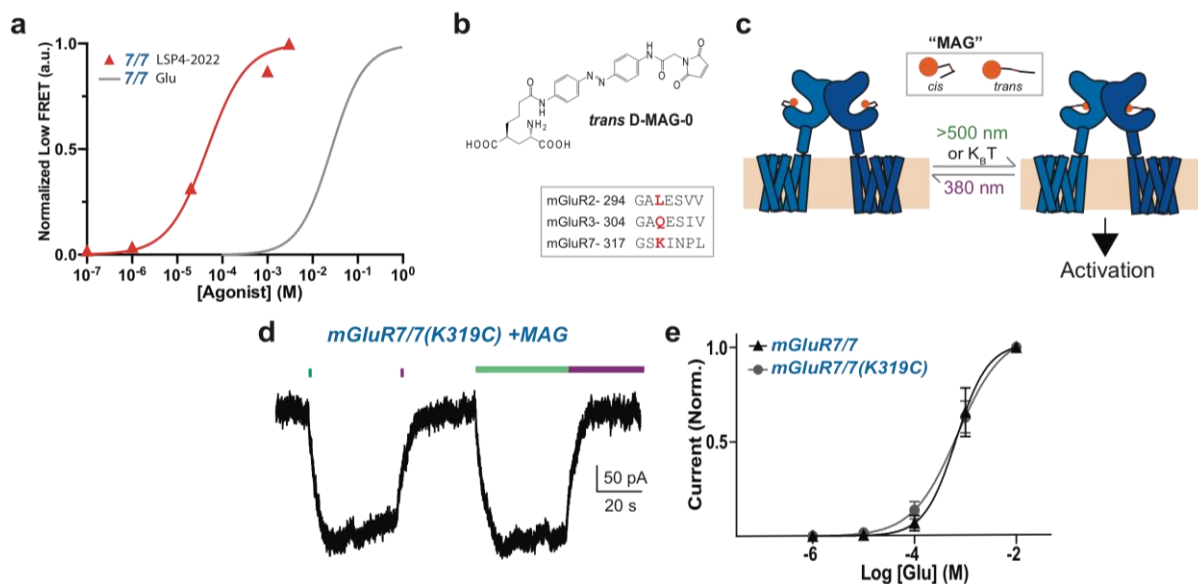 a
Normalized Low FRET (a.u.)
1.0
0.5
0.0
7/7 LSP4-2022
7/7 Glu
10-7 10-6 10-5 10-4 10-3 10-2 10-1 100
[Agonist] (M)
b
HOOC
NH2
COOH
O
N
H
N
N
H
N
O
N
O
O
trans D-MAG-0
mGluR2- 294 GALESVV
mGluR3- 304 GAQESIV
mGluR7- 317 GSKINPL
c
“MAG”
cis trans
>500 nm
or KBT
380 nm
Activation
d
mGluR7/7(K319C) +MAG
50 pA
20 s
e
Current (Norm.)
1.0
0.5
mGluR7/7
mGluR7/7(K319C)
-6 -4 -2
Log [Glu] (M)